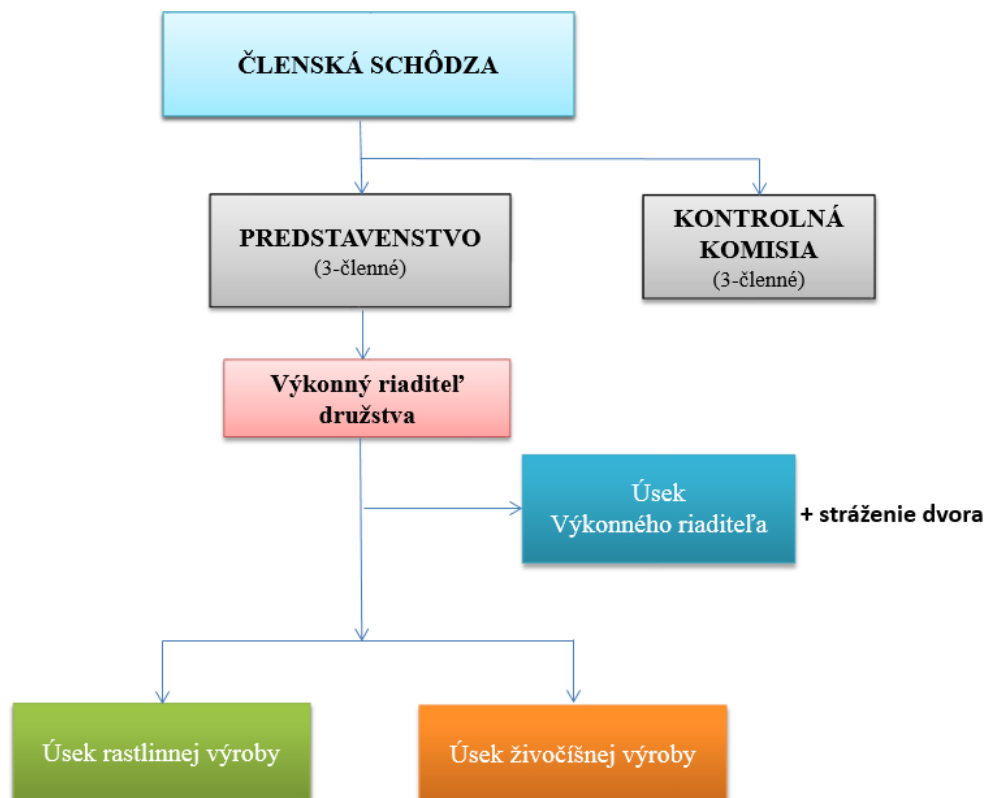 ČLENSKÁ SCHÔDZA
PREDSTAVENSTVO
(3-členné)
KONTROLNÁ
KOMISIA
(3-členné)
Výkonný riaditeľ
družstva
Úsek
Výkonného riaditeľa
+ stráženie dvora
Úsek rastlinnej výroby
Úsek živočíšnej výroby